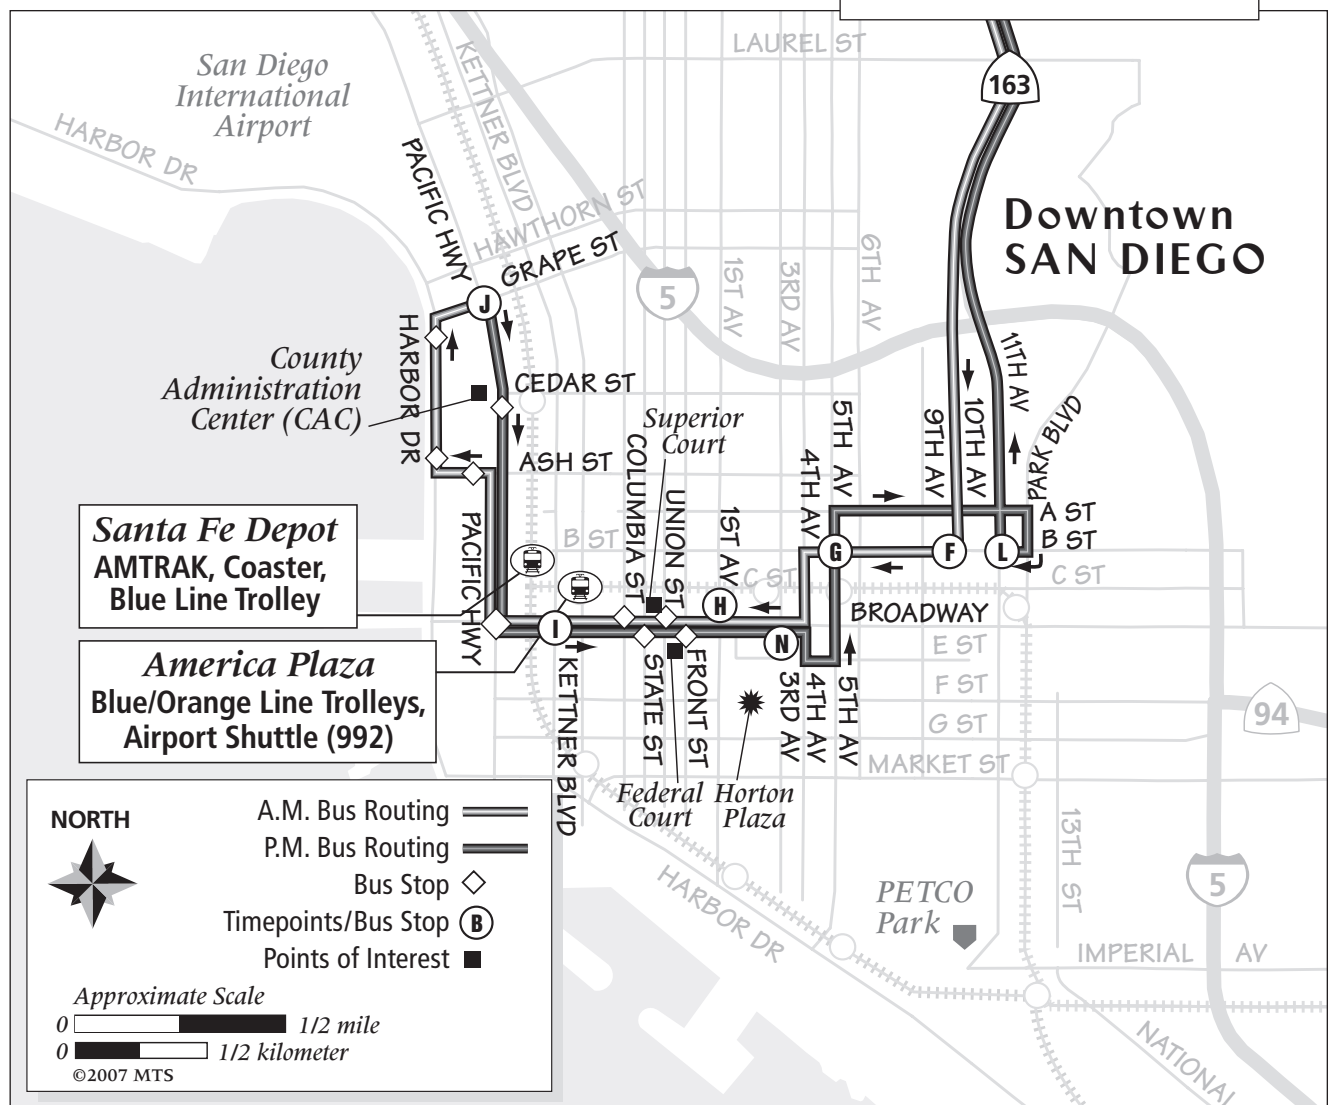 LAUREL ST
163
San Diego
International
Airport
KETTNER BLVD
HARBOR DR
PACIFIC HWY
HAWTHORN ST
GRAPE ST
Downtown
SAN DIEGO
5
1ST AV
3RD AV
6TH AV
J
HARBOR DR
County
Administration
Center (CAC)
CEDAR ST
11TH AV
Superior
Court
5TH AV
4TH AV
9TH AV
10TH AV
PARK BLVD
COLUMBIA ST
UNION ST
1ST AV
ASH ST
A ST
B ST
B ST
C ST
C ST
Santa Fe Depot
AMTRAK, Coaster,
Blue Line Trolley
PACIFIC HWY
G
F
L
H
I
N
BROADWAY
E ST
F ST
G ST
MARKET ST
America Plaza
Blue/Orange Line Trolleys,
Airport Shuttle (992)
KETTNER BLVD
STATE ST
FRONT ST
3RD AV
4TH AV
5TH AV
94
Federal
Court
Horton
Plaza
13TH ST
5
HARBOR DR
PETCO
Park
IMPERIAL AV
NATIONAL
NORTH
A.M. Bus Routing
P.M. Bus Routing
Bus Stop
Timepoints/Bus Stop B
Points of Interest
Approximate Scale
0 1/2 mile
0 1/2 kilometer
©2007 MTS